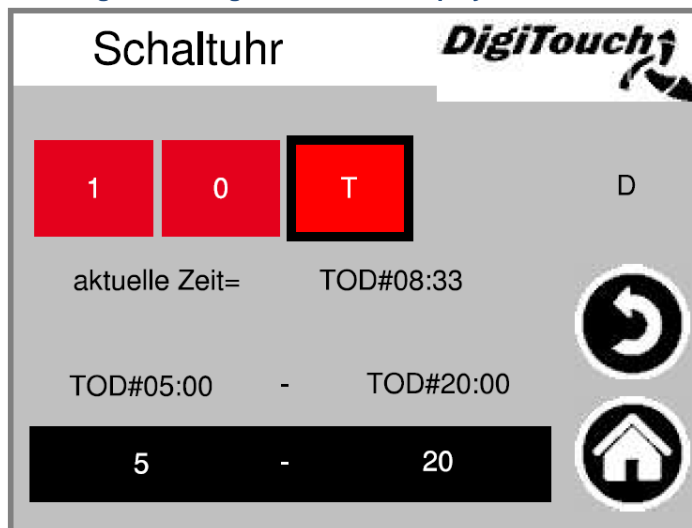 Schaltuhr DigiTouch
1 0 T D
aktuelle Zeit= TOD#08:33
TOD#05:00 - TOD#20:00
5 - 20